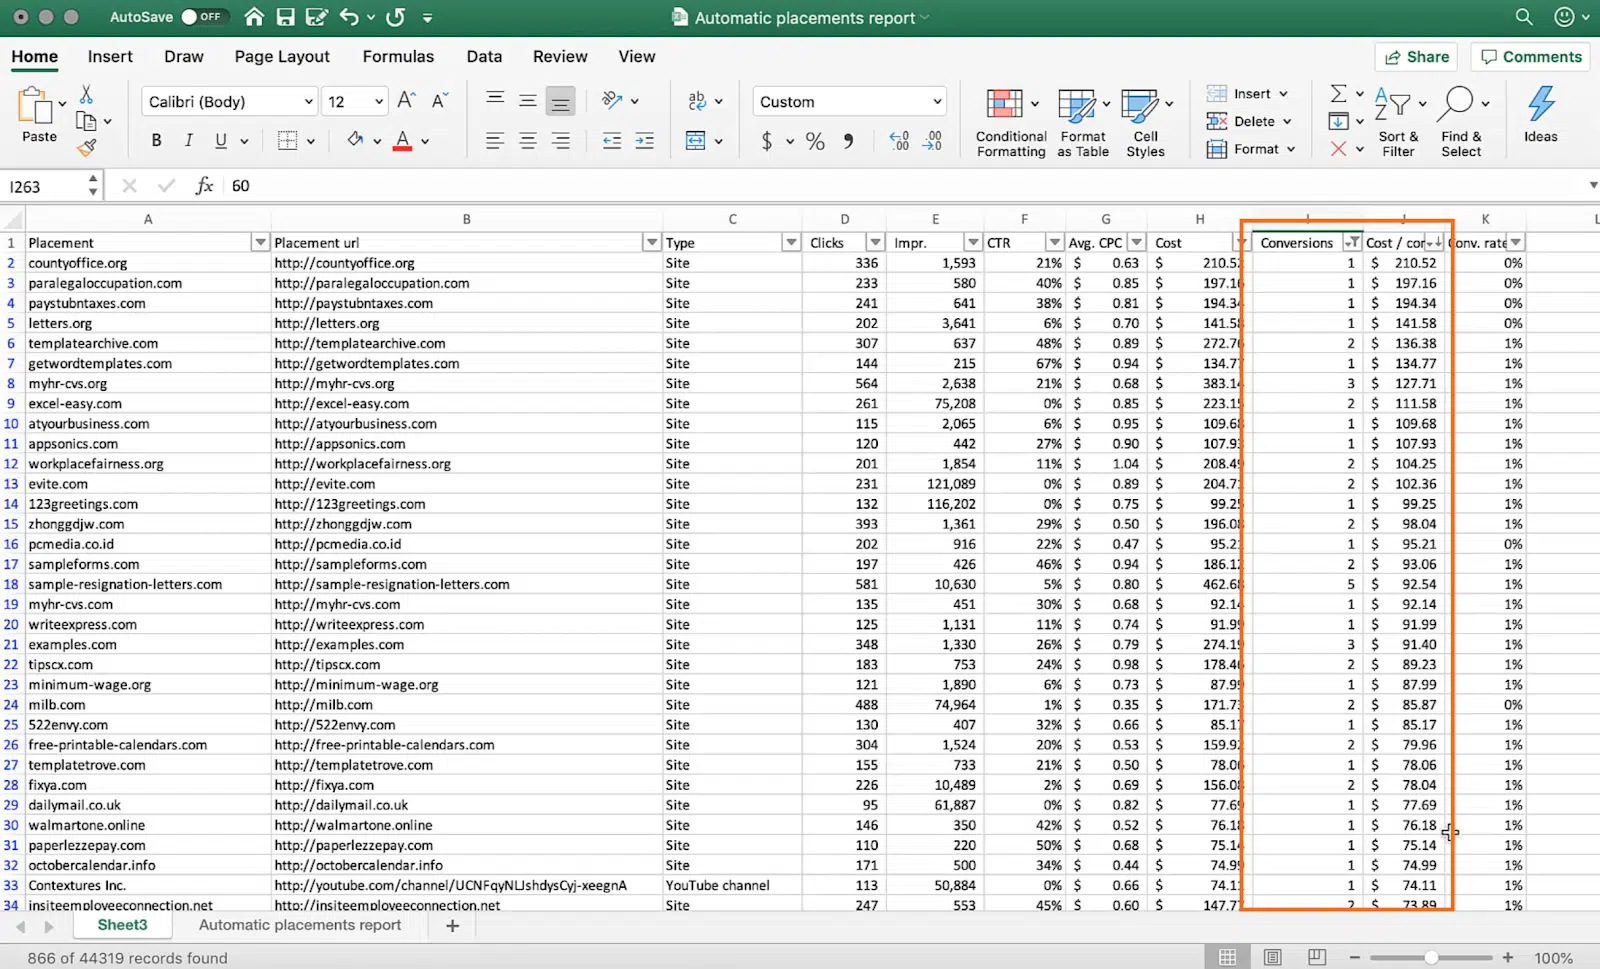 AutoSave OFF Automatic placements report
Home Insert Draw Page Layout Formulas Data Review View Share Comments
Calibri (Body) 12 A A ab Custom Insert Σ A Z
Paste B I U A $ % , .00 Conditional Formatting Format as Table Cell Styles Delete Format Sort & Filter Find & Select Ideas
I263 fx 60
A B C D E F G H I J K L
1 Placement Placement url Type Clicks Impr. CTR Avg. CPC Cost Conversions Cost / con Conv. rate
2 countyoffice.org http://countyoffice.org Site 336 1,593 21% $ 0.63 $ 210.52 1 $ 210.52 0%
3 paralegaloccupation.com http://paralegaloccupation.com Site 233 580 40% $ 0.85 $ 197.16 1 $ 197.16 0%
4 paystubntaxes.com http://paystubntaxes.com Site 241 641 38% $ 0.81 $ 194.34 1 $ 194.34 0%
5 letters.org http://letters.org Site 202 3,641 6% $ 0.70 $ 141.58 1 $ 141.58 0%
6 templatearchive.com http://templatearchive.com Site 307 637 48% $ 0.89 $ 272.76 2 $ 136.38 1%
7 getwordtemplates.com http://getwordtemplates.com Site 144 215 67% $ 0.94 $ 134.77 1 $ 134.77 1%
8 myhr-cvs.org http://myhr-cvs.org Site 564 2,638 21% $ 0.68 $ 383.14 3 $ 127.71 1%
9 excel-easy.com http://excel-easy.com Site 261 75,208 0% $ 0.85 $ 223.15 2 $ 111.58 1%
10 atyourbusiness.com http://atyourbusiness.com Site 115 2,065 6% $ 0.95 $ 109.68 1 $ 109.68 1%
11 appsonics.com http://appsonics.com Site 120 442 27% $ 0.90 $ 107.93 1 $ 107.93 1%
12 workplacefairness.org http://workplacefairness.org Site 201 1,854 11% $ 1.04 $ 208.49 2 $ 104.25 1%
13 evite.com http://evite.com Site 231 121,089 0% $ 0.89 $ 204.71 2 $ 102.36 1%
14 123greetings.com http://123greetings.com Site 132 116,202 0% $ 0.75 $ 99.25 1 $ 99.25 1%
15 zhonggdjw.com http://zhonggdjw.com Site 393 1,361 29% $ 0.50 $ 196.08 2 $ 98.04 1%
16 pcmedia.co.id http://pcmedia.co.id Site 202 916 22% $ 0.47 $ 95.21 1 $ 95.21 0%
17 sampleforms.com http://sampleforms.com Site 197 426 46% $ 0.94 $ 186.12 2 $ 93.06 1%
18 sample-resignation-letters.com http://sample-resignation-letters.com Site 581 10,630 5% $ 0.80 $ 462.68 5 $ 92.54 1%
19 myhr-cvs.com http://myhr-cvs.com Site 135 451 30% $ 0.68 $ 92.14 1 $ 92.14 1%
20 writeexpress.com http://writeexpress.com Site 125 1,131 11% $ 0.74 $ 91.99 1 $ 91.99 1%
21 examples.com http://examples.com Site 348 1,330 26% $ 0.79 $ 274.19 3 $ 91.40 1%
22 tipscx.com http://tipscx.com Site 183 753 24% $ 0.98 $ 178.46 2 $ 89.23 1%
23 minimum-wage.org http://minimum-wage.org Site 121 1,890 6% $ 0.73 $ 87.99 1 $ 87.99 1%
24 milb.com http://milb.com Site 488 74,964 1% $ 0.35 $ 171.73 2 $ 85.87 0%
25 522envy.com http://522envy.com Site 130 407 32% $ 0.66 $ 85.17 1 $ 85.17 1%
26 free-printable-calendars.com http://free-printable-calendars.com Site 304 1,524 20% $ 0.53 $ 159.92 2 $ 79.96 1%
27 templatetrove.com http://templatetrove.com Site 155 733 21% $ 0.50 $ 78.06 1 $ 78.06 1%
28 fixya.com http://fixya.com Site 226 10,489 2% $ 0.69 $ 156.08 2 $ 78.04 1%
29 dailymail.co.uk http://dailymail.co.uk Site 95 61,887 0% $ 0.82 $ 77.69 1 $ 77.69 1%
30 walmartone.online http://walmartone.online Site 146 350 42% $ 0.52 $ 76.18 1 $ 76.18 1%
31 paperlezzepay.com http://paperlezzepay.com Site 110 220 50% $ 0.68 $ 75.14 1 $ 75.14 1%
32 octobercalendar.info http://octobercalendar.info Site 171 500 34% $ 0.44 $ 74.99 1 $ 74.99 1%
33 Contextures Inc. http://youtube.com/channel/UCNFqyNLJshdysCyj-xeegnA YouTube channel 113 50,884 0% $ 0.66 $ 74.11 1 $ 74.11 1%
34 insiteemployeeconnection.net http://insiteemployeeconnection.net Site 247 553 45% $ 0.60 $ 147.77 2 $ 73.89 1%
Sheet3 Automatic placements report +
866 of 44319 records found 100%